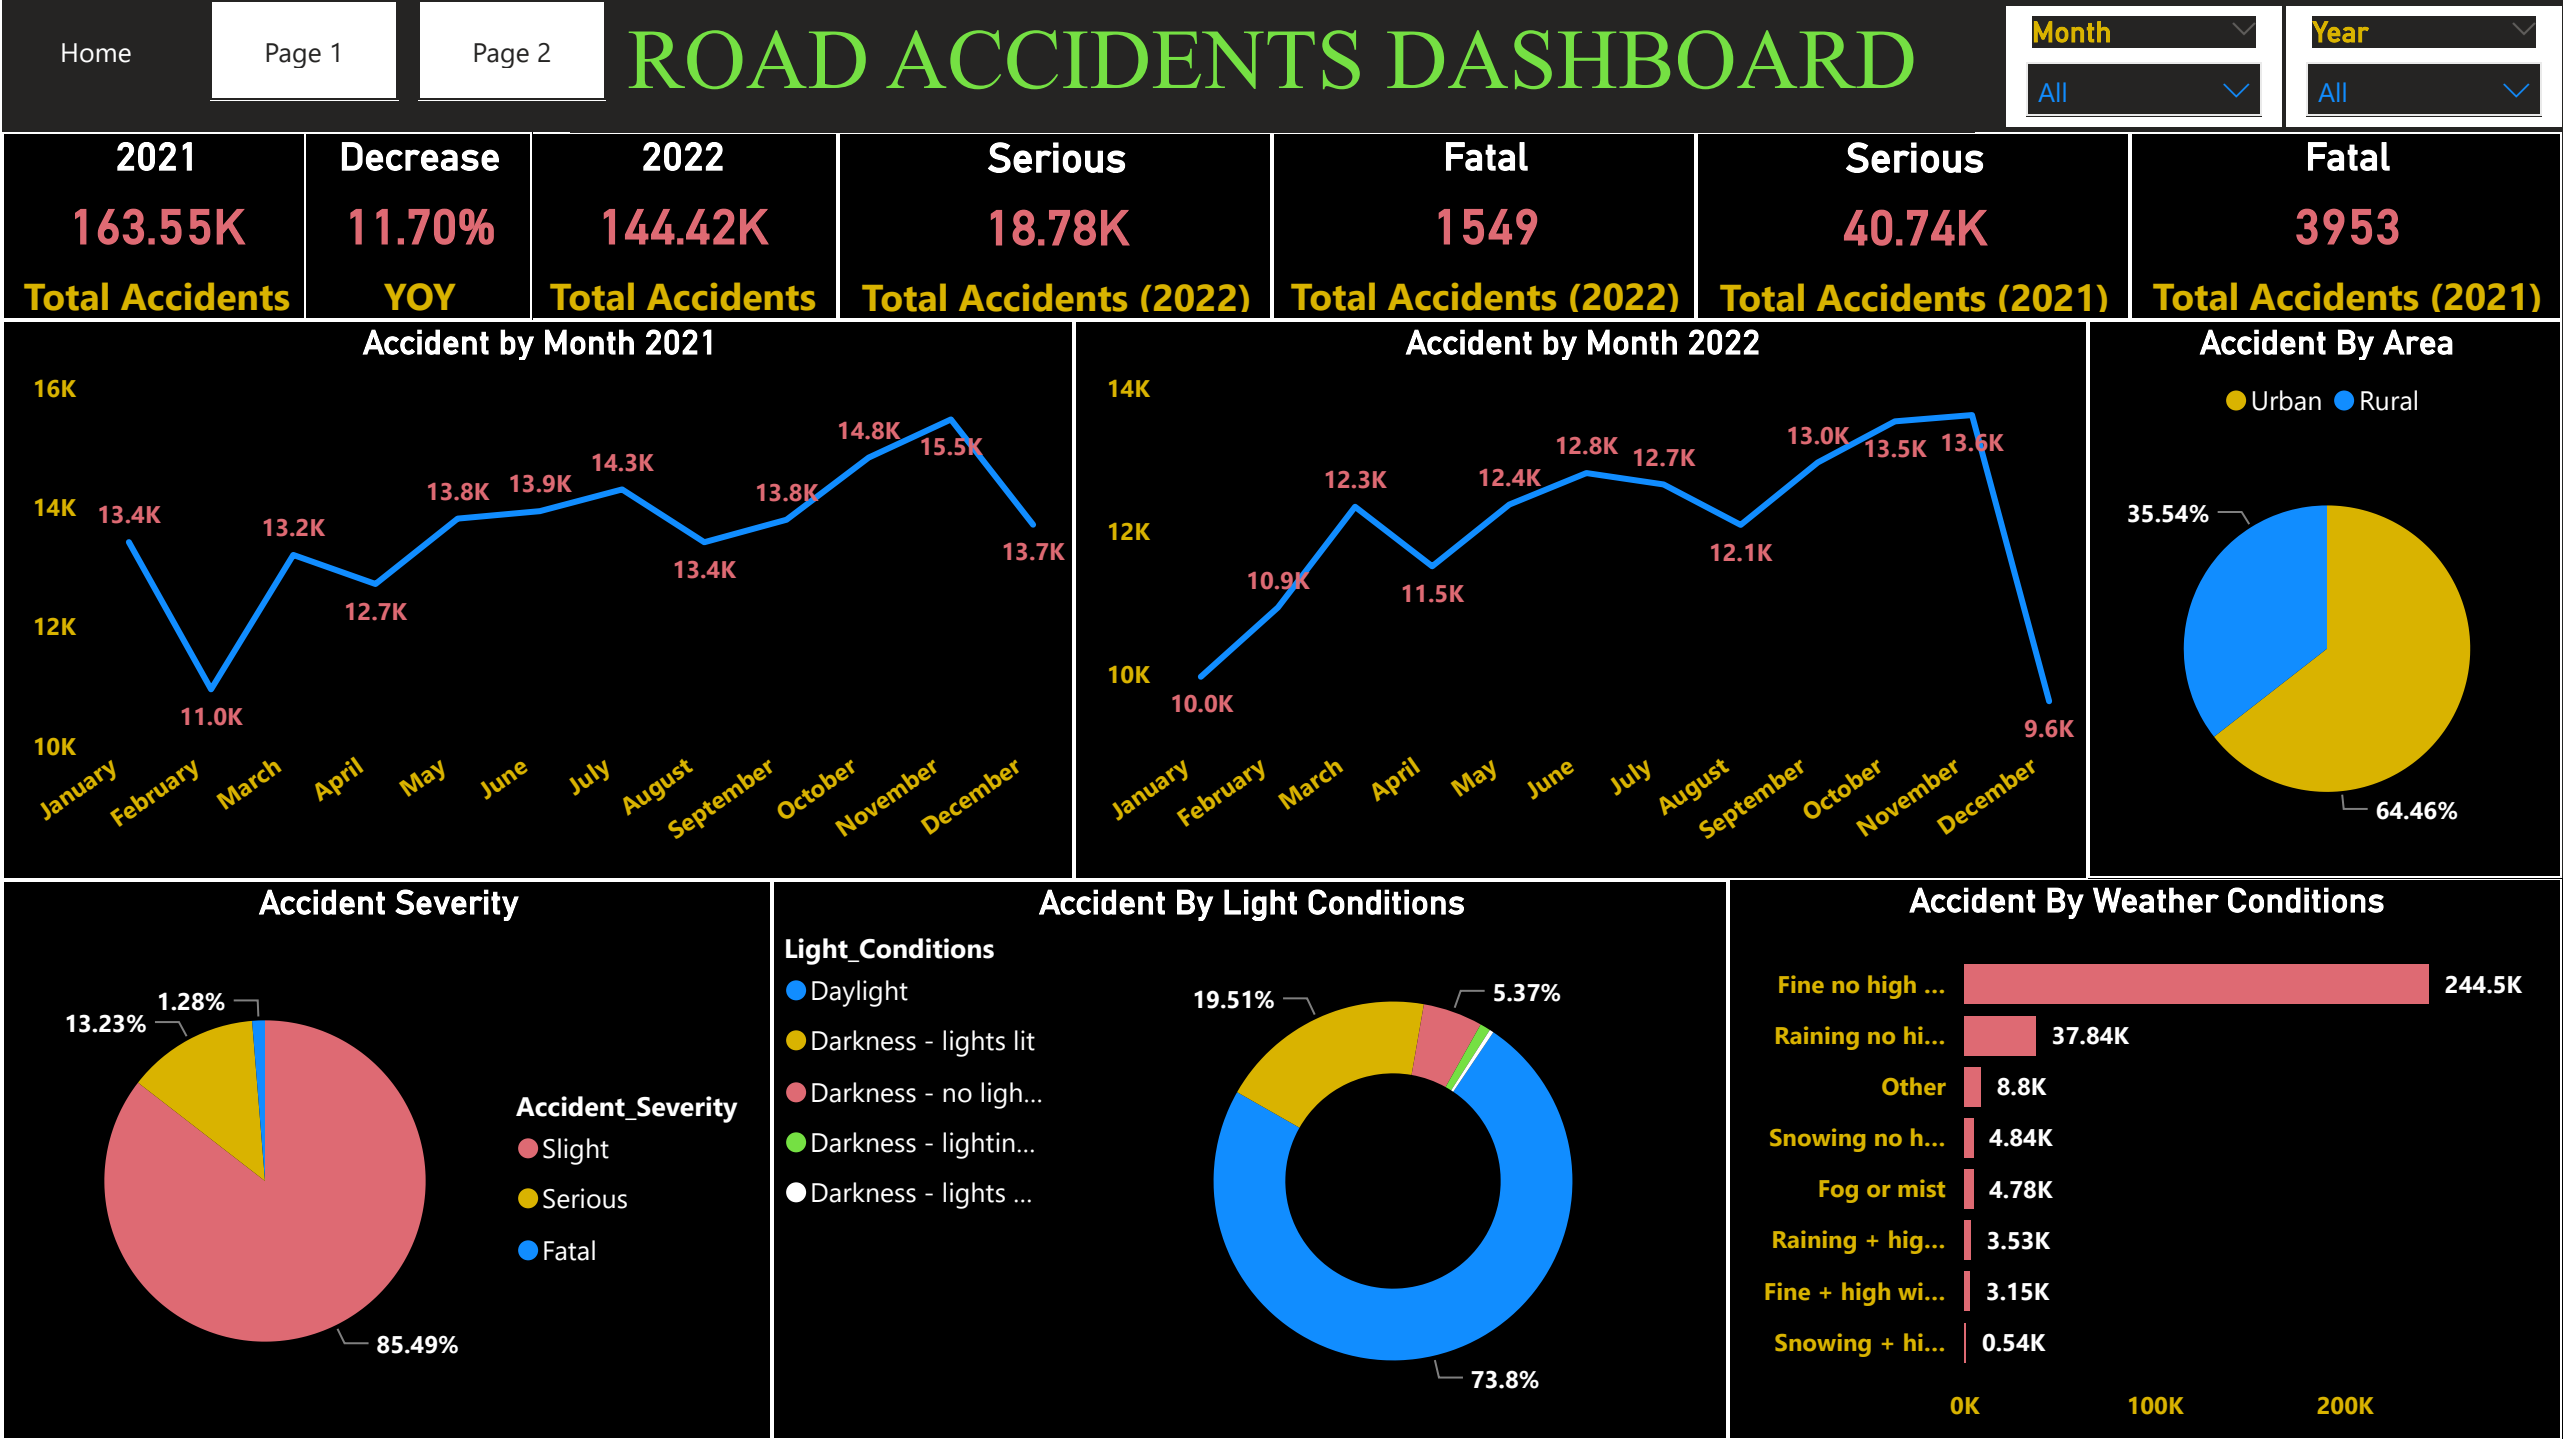 Home
Page 1
Page 2
ROAD ACCIDENTS DASHBOARD
Month
All
Year
All
2021
163.55K
Total Accidents
Decrease
11.70%
YOY
2022
144.42K
Total Accidents
Serious
18.78K
Total Accidents (2022)
Fatal
1549
Total Accidents (2022)
Serious
40.74K
Total Accidents (2021)
Fatal
3953
Total Accidents (2021)
Accident by Month 2021
16K
14K
12K
10K
13.4K
11.0K
13.2K
12.7K
13.8K
13.9K
14.3K
13.4K
13.8K
14.8K
15.5K
13.7K
January
February
March
April
May
June
July
August
September
October
November
December
Accident by Month 2022
14K
12K
10K
10.0K
10.9K
12.3K
11.5K
12.4K
12.8K
12.7K
12.1K
13.0K
13.5K
13.6K
9.6K
January
February
March
April
May
June
July
August
September
October
November
December
Accident By Area
Urban
Rural
35.54%
64.46%
Accident Severity
1.28%
13.23%
85.49%
Accident_Severity
Slight
Serious
Fatal
Accident By Light Conditions
Light_Conditions
Daylight
Darkness - lights lit
Darkness - no ligh...
Darkness - lightin...
Darkness - lights ...
19.51%
5.37%
73.8%
Accident By Weather Conditions
Fine no high ... 244.5K
Raining no hi... 37.84K
Other 8.8K
Snowing no h... 4.84K
Fog or mist 4.78K
Raining + hig... 3.53K
Fine + high wi... 3.15K
Snowing + hi... 0.54K
0K 100K 200K